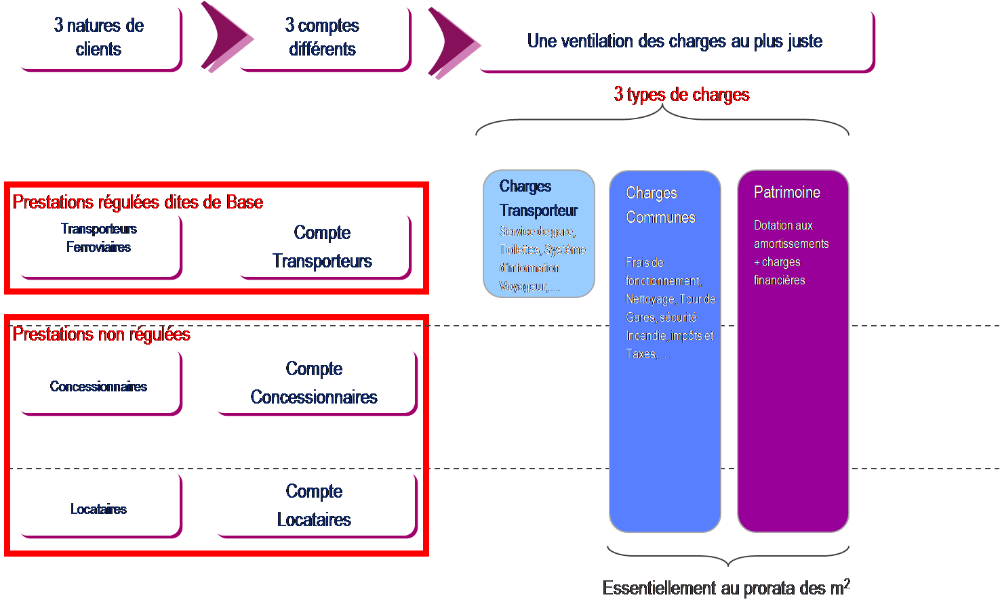 3 natures de
clients
3 comptes
différents
Une ventilation des charges au plus juste
3 types de charges
Prestations régulées dites de Base
Transporteurs
Ferroviaires
Compte
Transporteurs
Charges
Transporteur
Service de gare,
Toilettes, Système
d'information
Voyageur, ....
Charges
Communes
Frais de
fonctionnement,
Nettoyage, Tour de
Gares, sécurité
Incendie, impôts et
Taxes, ....
Patrimoine
Dotation aux
amortissements
+ charges
financières
Prestations non régulées
Concessionnaires
Compte
Concessionnaires
Locataires
Compte
Locataires
Essentiellement au prorata des m²